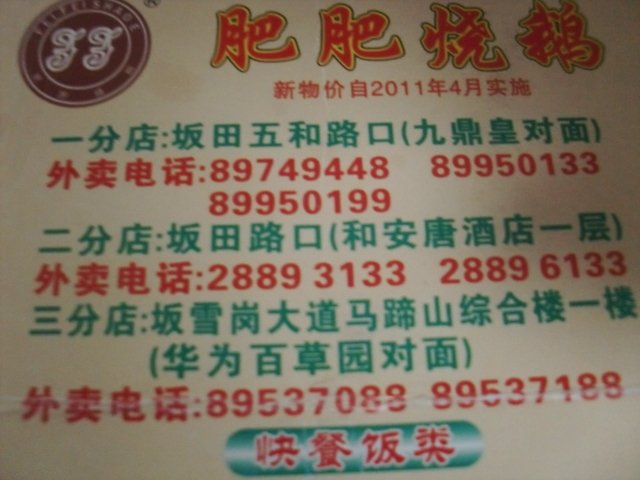 FEIFEISHAOE
肥肥烧鹅
新物价自2011年4月实施
一分店:坂田五和路口(九鼎皇对面)
外卖电话:89749448 89950133
89950199
二分店:坂田路口(和安唐酒店一层)
外卖电话:2889 3133 2889 6133
三分店:坂雪岗大道马蹄山综合楼一楼
(华为百草园对面)
外卖电话:89537088 89537188
快餐饭类